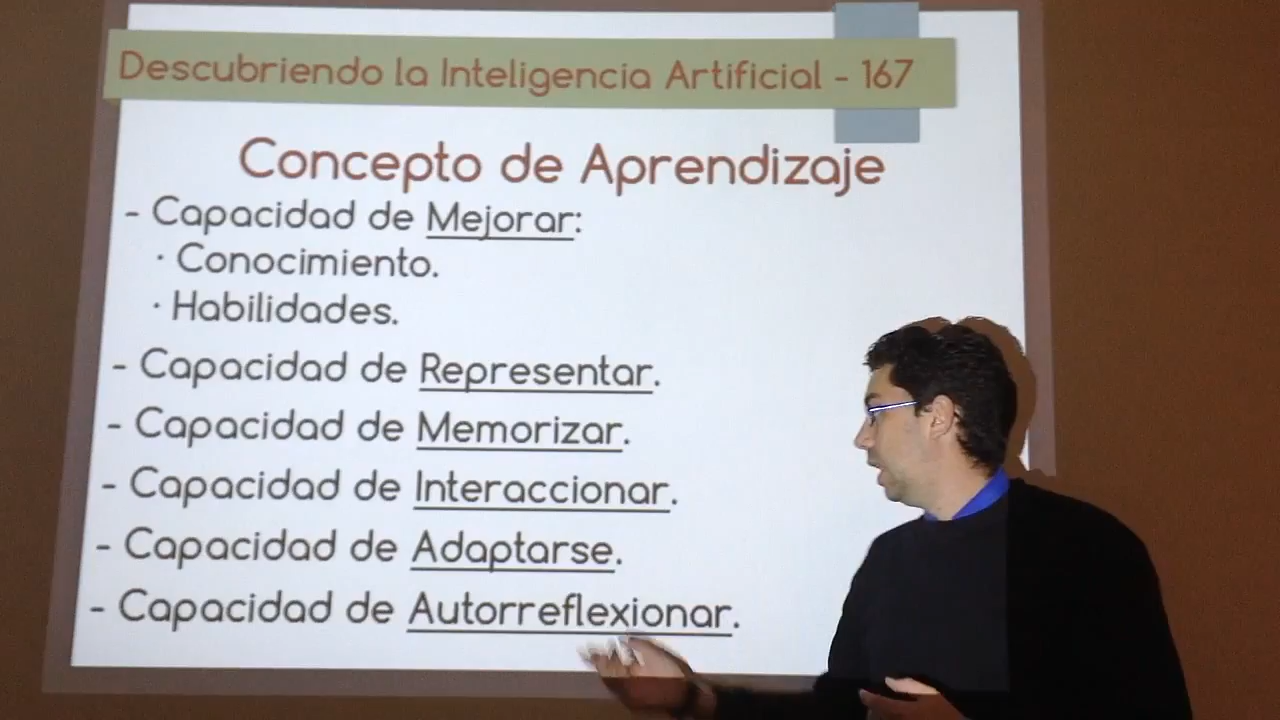 Descubriendo la Inteligencia Artificial - 167
Concepto de Aprendizaje
- Capacidad de Mejorar:
· Conocimiento.
· Habilidades.
- Capacidad de Representar.
- Capacidad de Memorizar.
- Capacidad de Interaccionar.
- Capacidad de Adaptarse.
- Capacidad de Autorreflexionar.